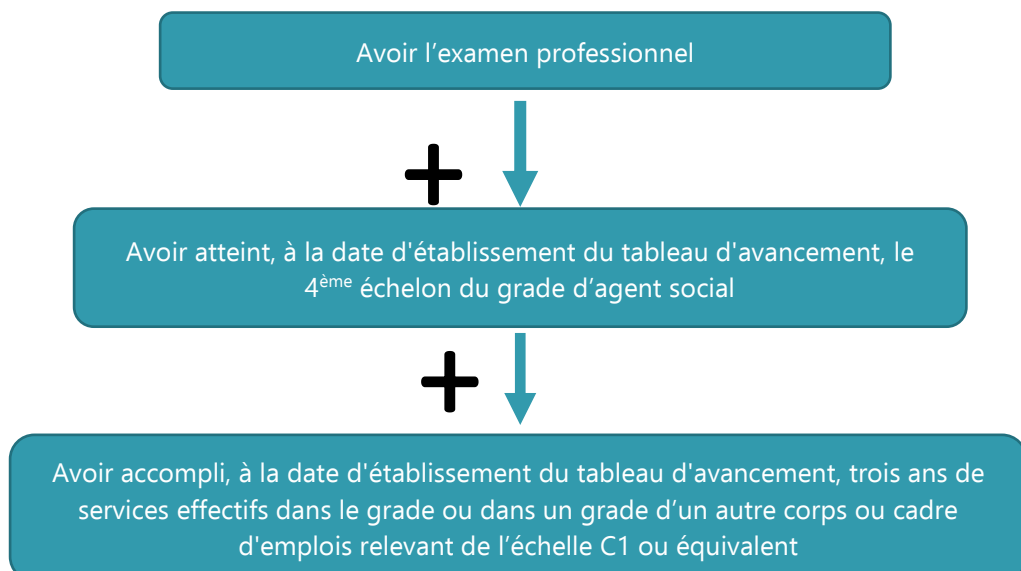 Avoir l’examen professionnel
Avoir atteint, à la date d'établissement du tableau d'avancement, le
4ème échelon du grade d’agent social
Avoir accompli, à la date d'établissement du tableau d'avancement, trois ans de
services effectifs dans le grade ou dans un grade d’un autre corps ou cadre
d'emplois relevant de l’échelle C1 ou équivalent